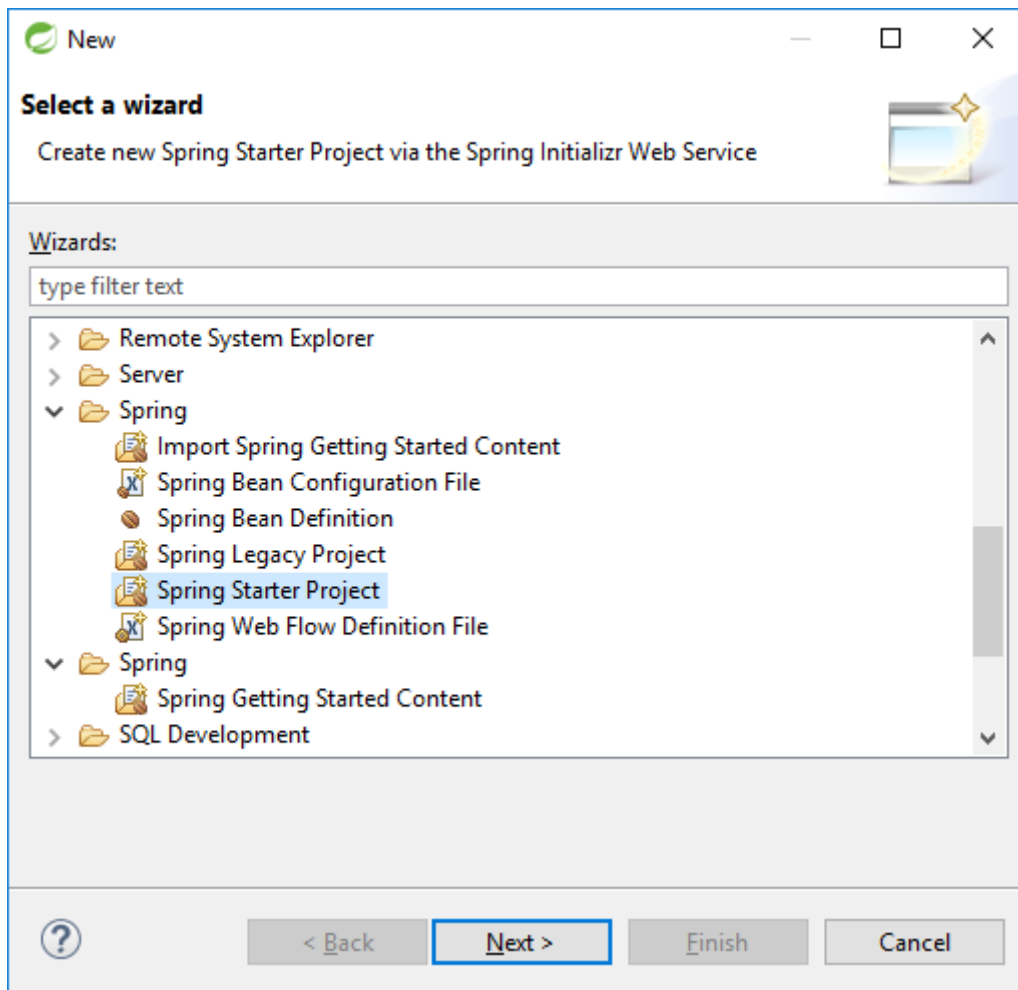 New
Select a wizard
Create new Spring Starter Project via the Spring Initializr Web Service
Wizards:
type filter text
Remote System Explorer
Server
Spring
Import Spring Getting Started Content
Spring Bean Configuration File
Spring Bean Definition
Spring Legacy Project
Spring Starter Project
Spring Web Flow Definition File
Spring
Spring Getting Started Content
SQL Development
? < Back Next > Finish Cancel